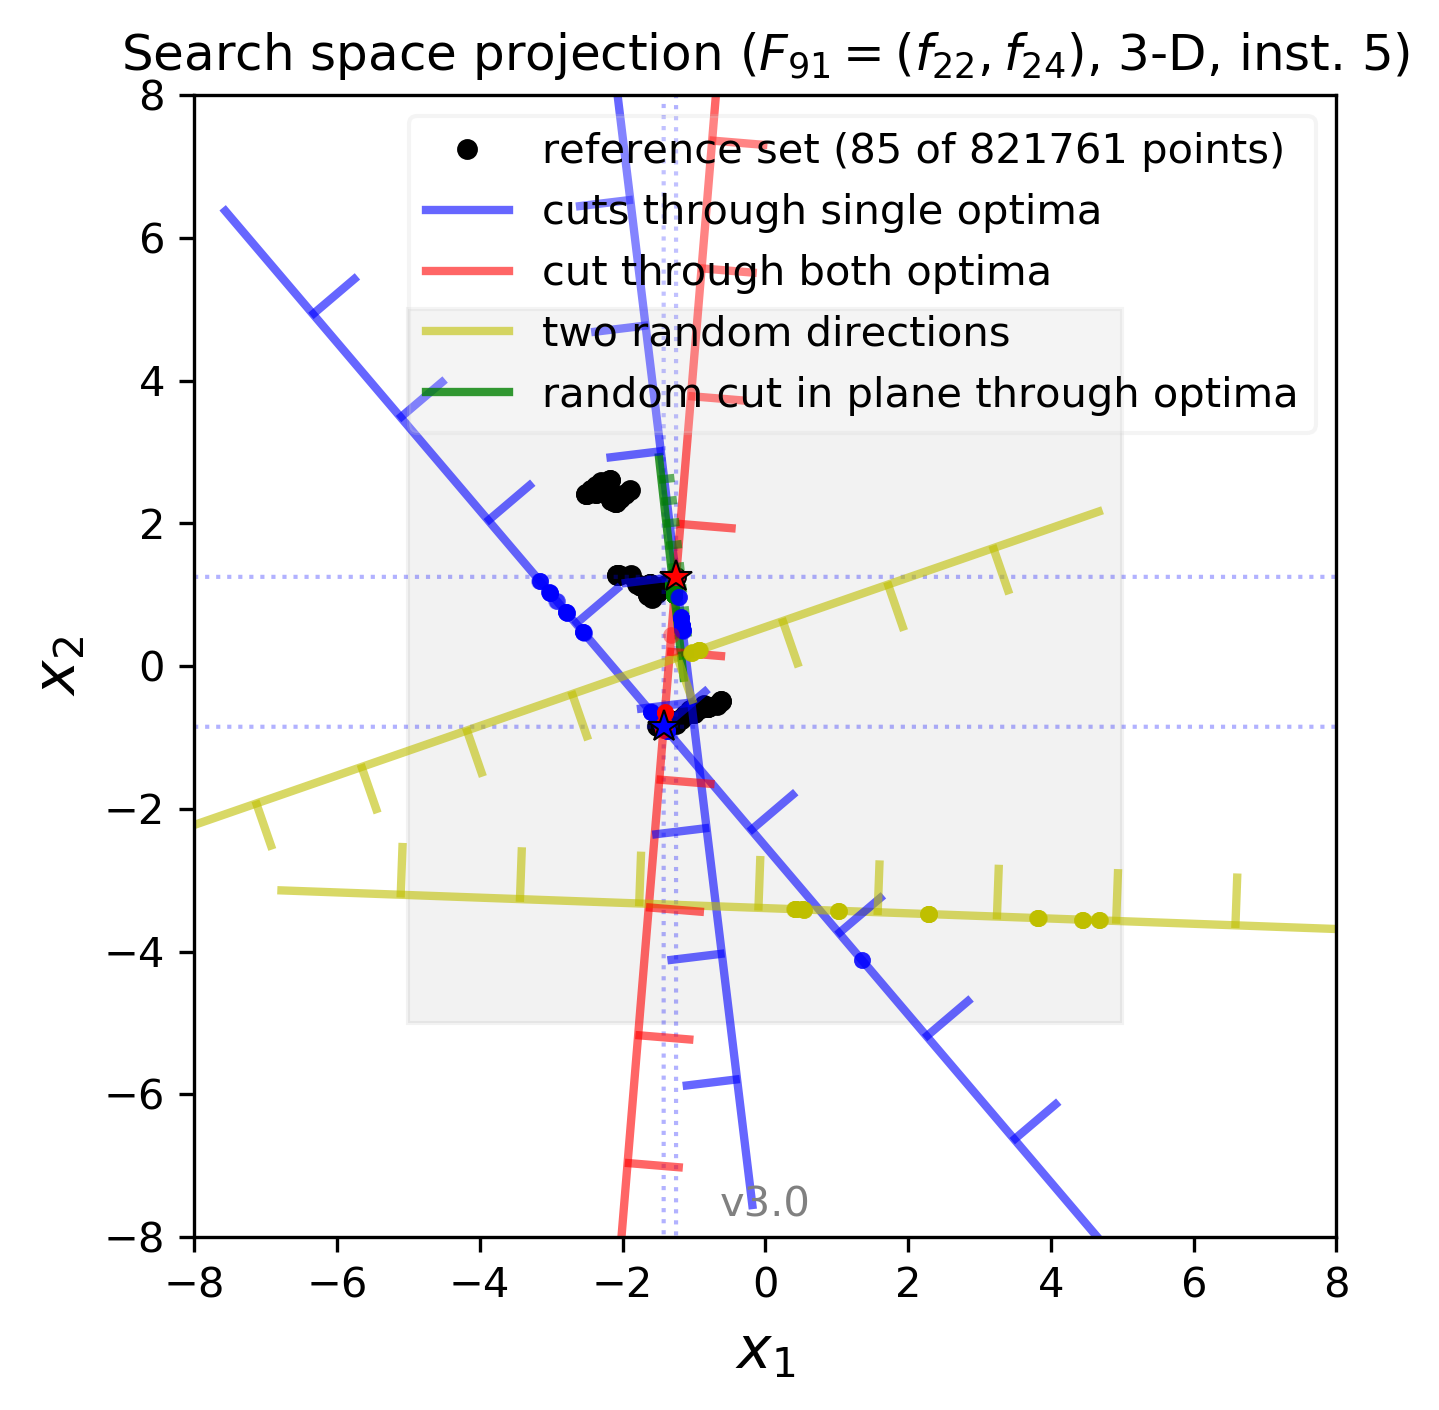 Search space projection (F₉₁ = (f₂₂, f₂₄), 3-D, inst. 5)
reference set (85 of 821761 points)
cuts through single optima
cut through both optima
two random directions
random cut in plane through optima
8
6
4
2
0
−2
−4
−6
−8
x₂
v3.0
−8 −6 −4 −2 0 2 4 6 8
x₁